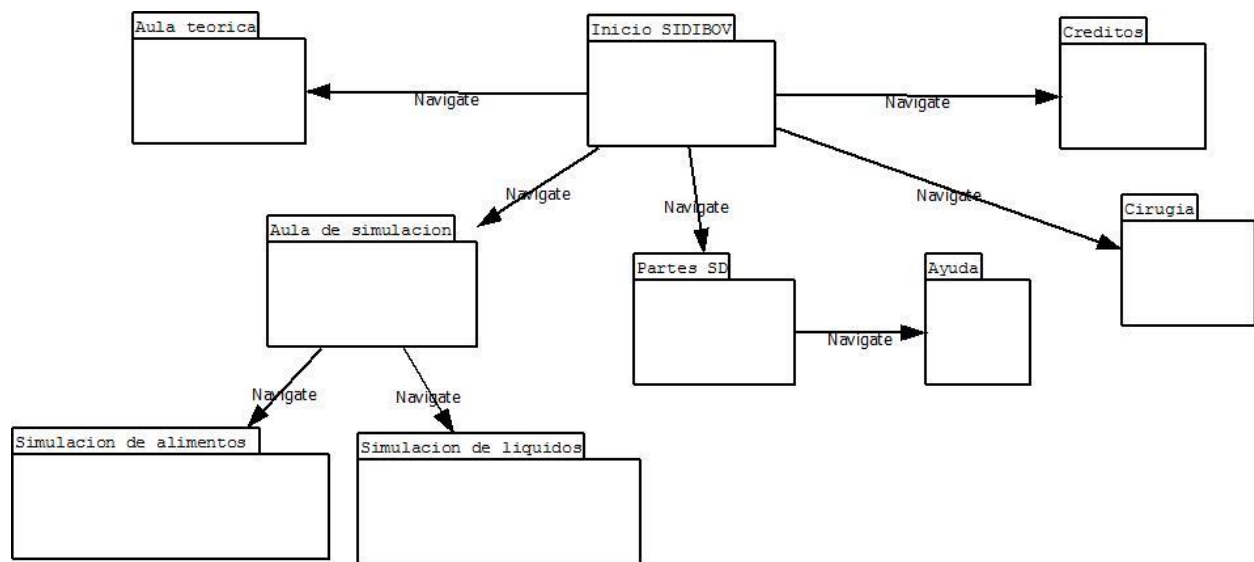 Aula teorica
Inicio SIDIBOV
Creditos
Navigate
Navigate
Navigate
Navigate
Navigate
Cirugia
Aula de simulacion
Partes SD
Ayuda
Navigate
Navigate
Navigate
Simulacion de alimentos
Simulacion de liquidos